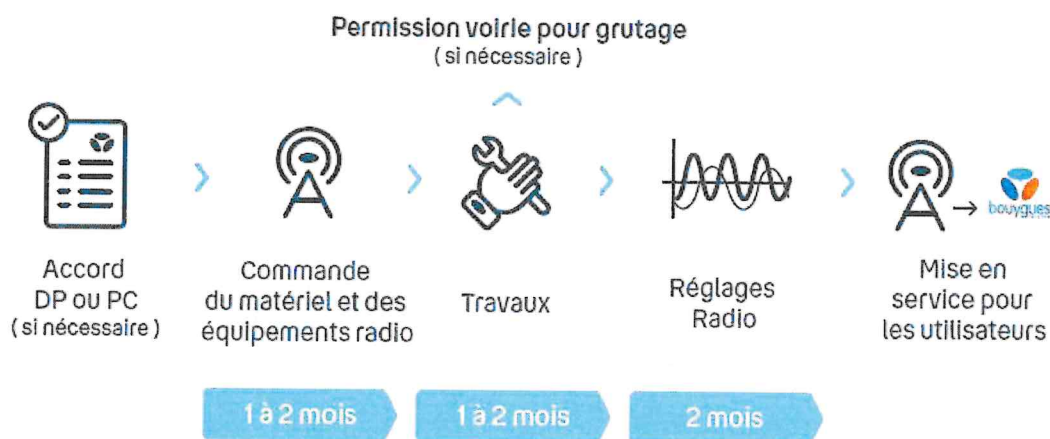 Permission voirie pour grutage
( si nécessaire )
Accord
DP ou PC
( si nécessaire )
Commande
du matériel et des
équipements radio
Travaux
Réglages
Radio
bouygues
Mise en
service pour
les utilisateurs
1 à 2 mois
1 à 2 mois
2 mois